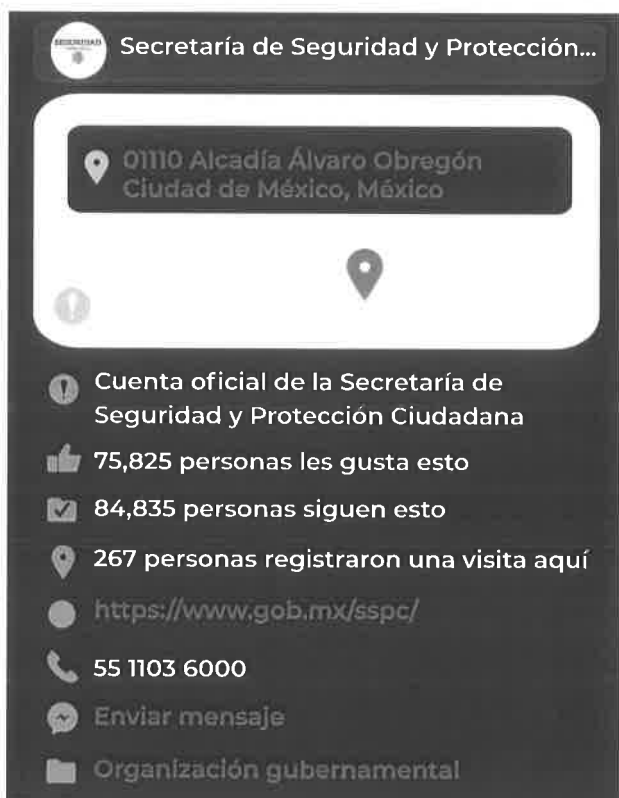 SEGURIDAD
Secretaría de Seguridad y Protección...
01110 Alcadía Álvaro Obregón
Ciudad de México, México
Cuenta oficial de la Secretaría de
Seguridad y Protección Ciudadana
75,825 personas les gusta esto
84,835 personas siguen esto
267 personas registraron una visita aquí
https://www.gob.mx/sspc/
55 1103 6000
Enviar mensaje
Organización gubernamental